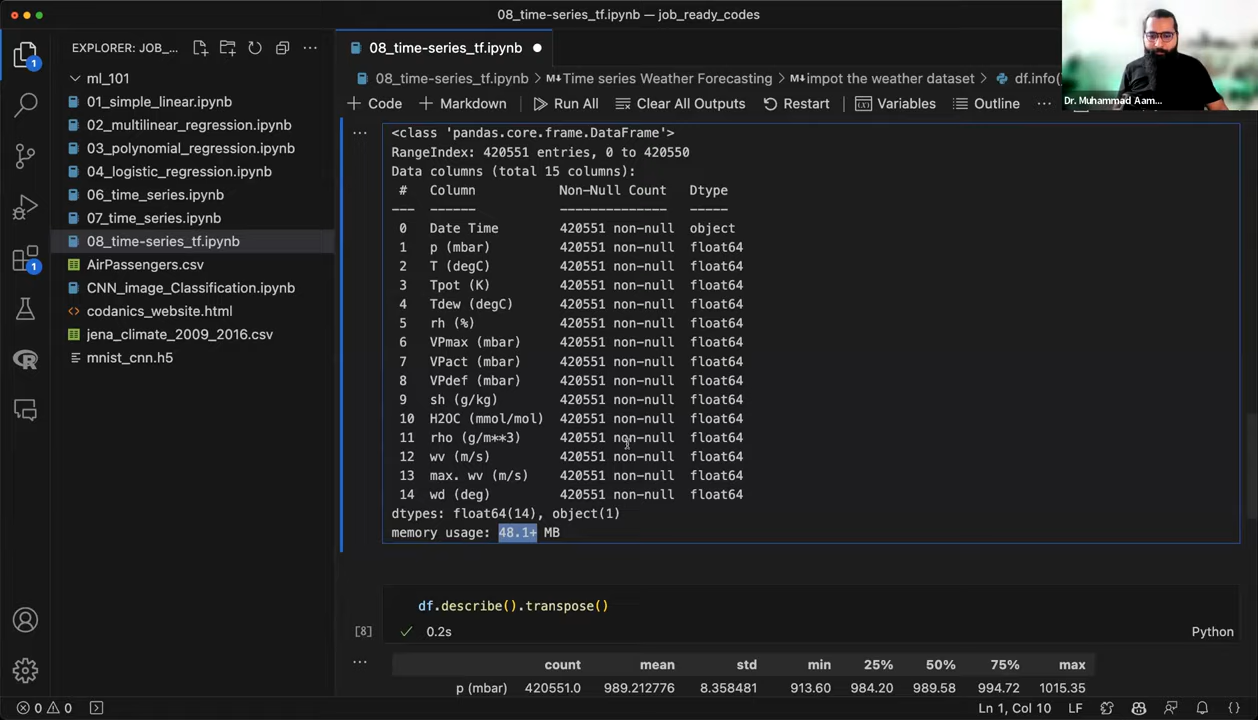 08_time-series_tf.ipynb — job_ready_codes
EXPLORER: JOB_...
08_time-series_tf.ipynb
08_time-series_tf.ipynb > M↓Time series Weather Forecasting > M↓impot the weather dataset > df.info()
+ Code + Markdown Run All Clear All Outputs Restart Variables Outline ...
Dr. Muhammad Aam...
ml_101
01_simple_linear.ipynb
02_multilinear_regression.ipynb
03_polynomial_regression.ipynb
04_logistic_regression.ipynb
06_time_series.ipynb
07_time_series.ipynb
08_time-series_tf.ipynb
AirPassengers.csv
CNN_image_Classification.ipynb
codanics_website.html
jena_climate_2009_2016.csv
mnist_cnn.h5
1
1
<class 'pandas.core.frame.DataFrame'>
RangeIndex: 420551 entries, 0 to 420550
Data columns (total 15 columns):
# Column Non-Null Count Dtype
--- ------ -------------- -----
0 Date Time 420551 non-null object
1 p (mbar) 420551 non-null float64
2 T (degC) 420551 non-null float64
3 Tpot (K) 420551 non-null float64
4 Tdew (degC) 420551 non-null float64
5 rh (%) 420551 non-null float64
6 VPmax (mbar) 420551 non-null float64
7 VPact (mbar) 420551 non-null float64
8 VPdef (mbar) 420551 non-null float64
9 sh (g/kg) 420551 non-null float64
10 H2OC (mmol/mol) 420551 non-null float64
11 rho (g/m**3) 420551 non-null float64
12 wv (m/s) 420551 non-null float64
13 max. wv (m/s) 420551 non-null float64
14 wd (deg) 420551 non-null float64
dtypes: float64(14), object(1)
memory usage: 48.1+ MB
df.describe().transpose()
[8] ✓ 0.2s Python
count mean std min 25% 50% 75% max
p (mbar) 420551.0 989.212776 8.358481 913.60 984.20 989.58 994.72 1015.35
0 0 Ln 1, Col 10 LF